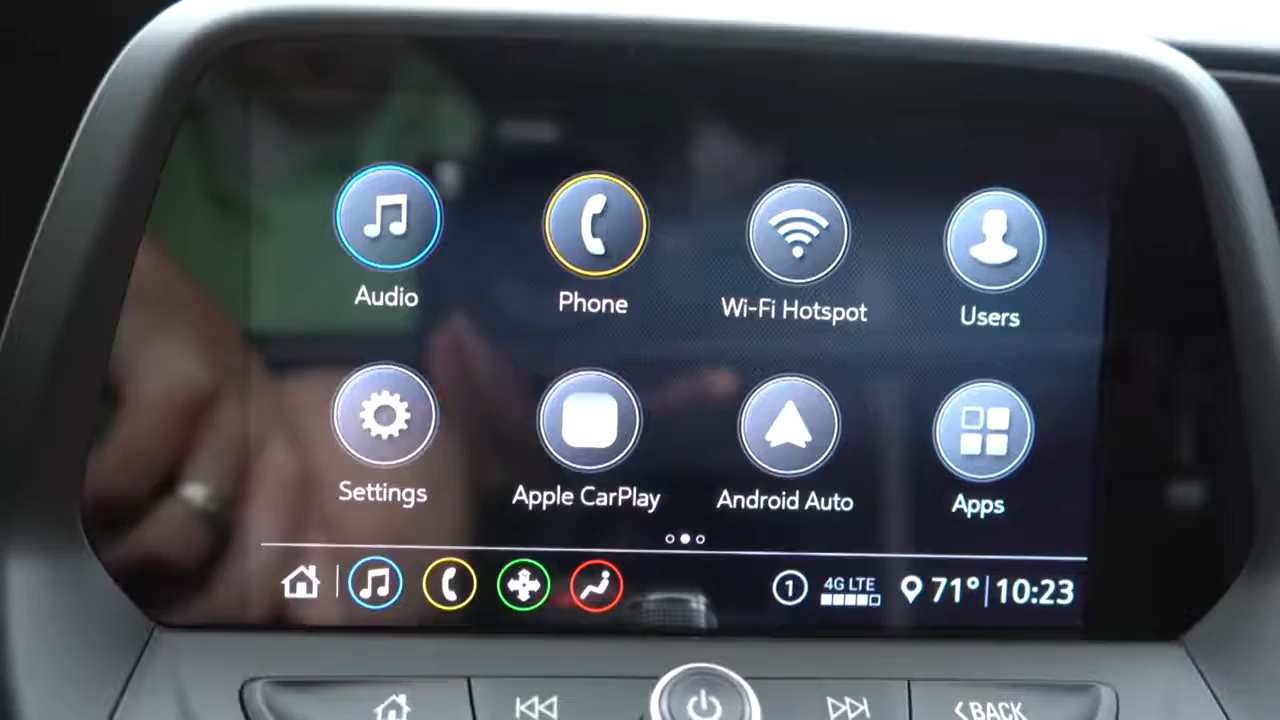 Audio Phone Wi-Fi Hotspot Users
Settings Apple CarPlay Android Auto Apps
1 4G LTE 71° 10:23
BACK